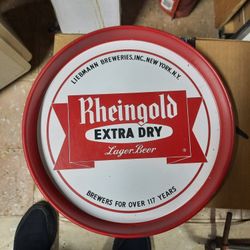 LIEBMANN BREWERIES, INC., NEW YORK, N.Y.
Rheingold
EXTRA DRY
Lager Beer
®
BREWERS FOR OVER 117 YEARS